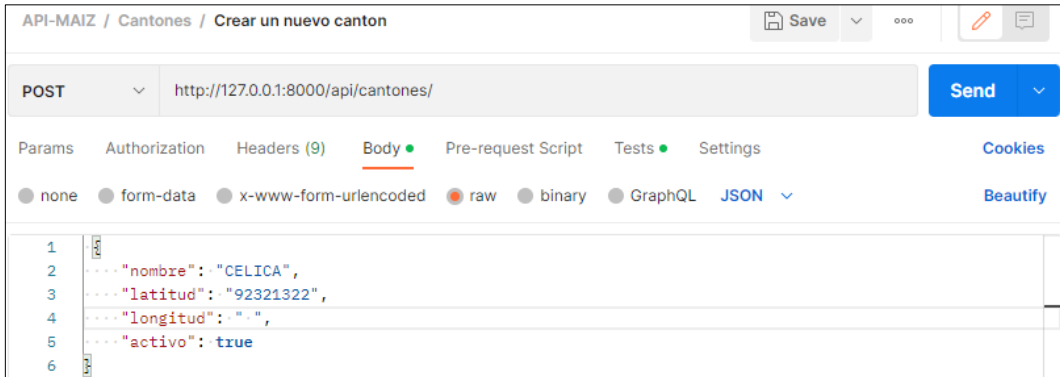 API-MAIZ / Cantones / Crear un nuevo canton Save ooo
POST http://127.0.0.1:8000/api/cantones/ Send
Params Authorization Headers (9) Body Pre-request Script Tests Settings Cookies
none form-data x-www-form-urlencoded raw binary GraphQL JSON Beautify
1 {
2 "nombre": "CELICA",
3 "latitud": "92321322",
4 "longitud": " ",
5 "activo": true
6 }